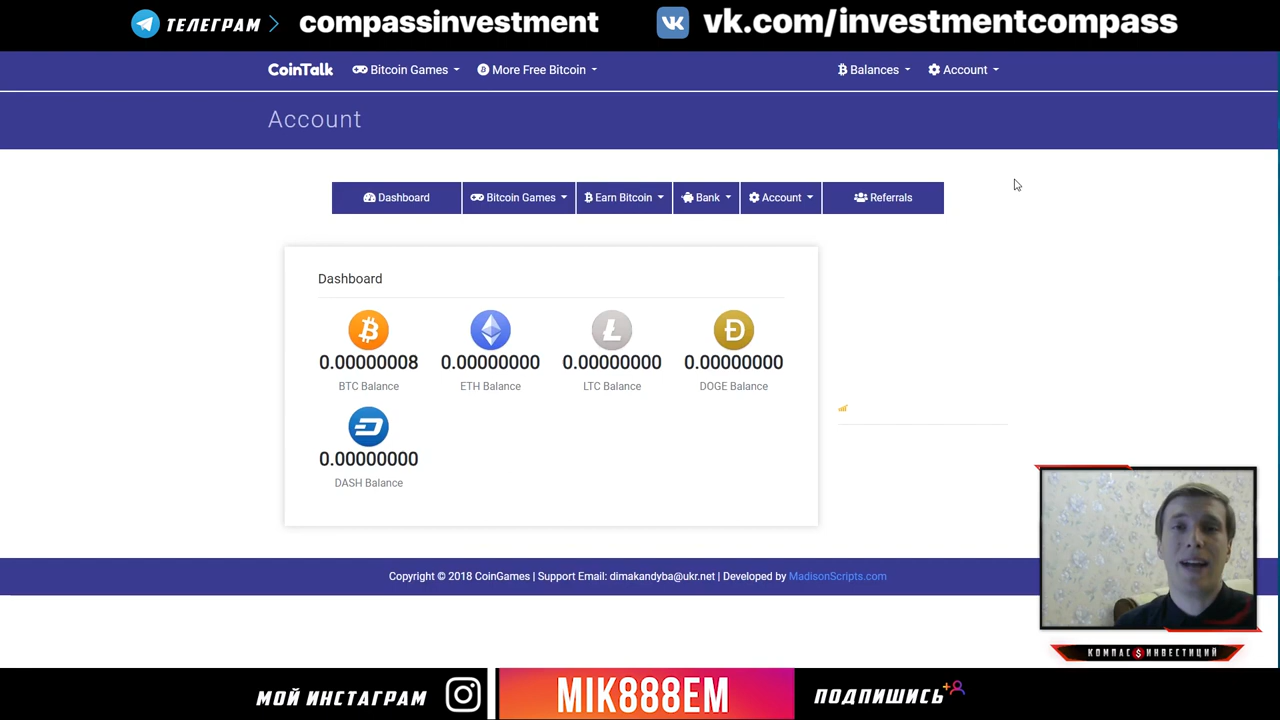 ТЕЛЕГРАМ compassinvestment vk.com/investmentcompass
CoinTalk Bitcoin Games More Free Bitcoin Balances Account
Account
Dashboard Bitcoin Games Earn Bitcoin Bank Account Referrals
Dashboard
0.00000008 0.00000000 0.00000000 0.00000000
BTC Balance ETH Balance LTC Balance DOGE Balance
0.00000000
DASH Balance
Copyright © 2018 CoinGames | Support Email: dimakandyba@ukr.net | Developed by MadisonScripts.com
КОМПАС $ ИНВЕСТИЦИЙ
МОЙ ИНСТАГРАМ MIK888EM ПОДПИШИСЬ